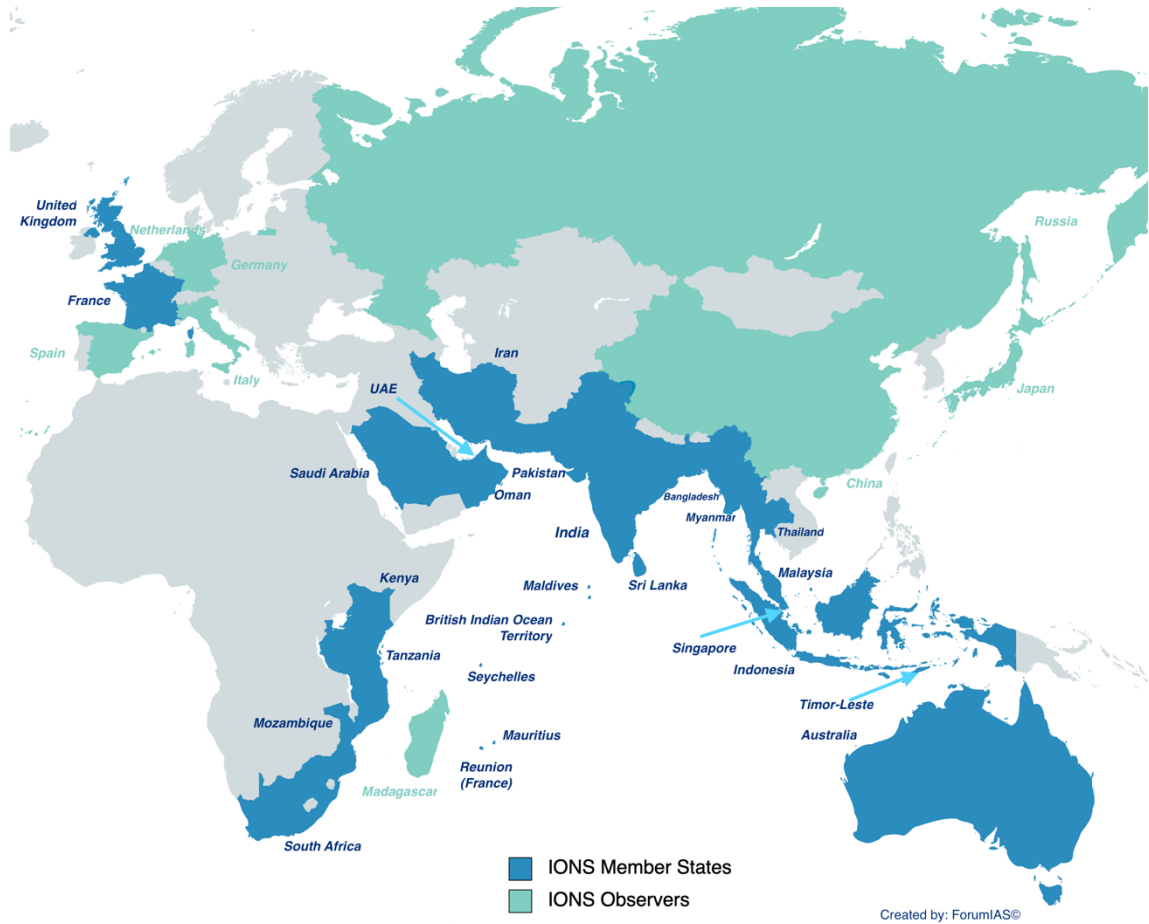 United
Kingdom
Netherlands
Germany
France
Spain
Italy
Russia
Japan
China
Iran
UAE
Saudi Arabia
Pakistan
Oman
India
Bangladesh
Myanmar
Thailand
Malaysia
Sri Lanka
Maldives
Kenya
British Indian Ocean
Territory
Tanzania
Seychelles
Singapore
Indonesia
Timor-Leste
Australia
Mozambique
Mauritius
Reunion
(France)
Madagascar
South Africa
IONS Member States
IONS Observers
Created by: ForumIAS©